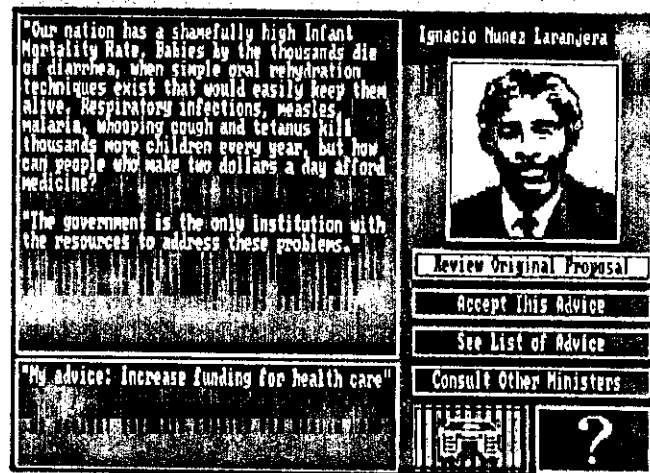 "Our nation has a shamefully high Infant
Mortality Rate. Babies by the thousands die
of diarrhea, when simple oral rehydration
techniques exist that would easily keep them
alive. Respiratory infections, measles,
malaria, whooping cough and tetanus kill
thousands more children every year, but how
can people who make two dollars a day afford
medicine?
"The government is the only institution with
the resources to address these problems."
"My advice: Increase funding for health care"
Ignacio Nunez Laranjera
Review Original Proposal
Accept This Advice
See List of Advice
Consult Other Ministers
?